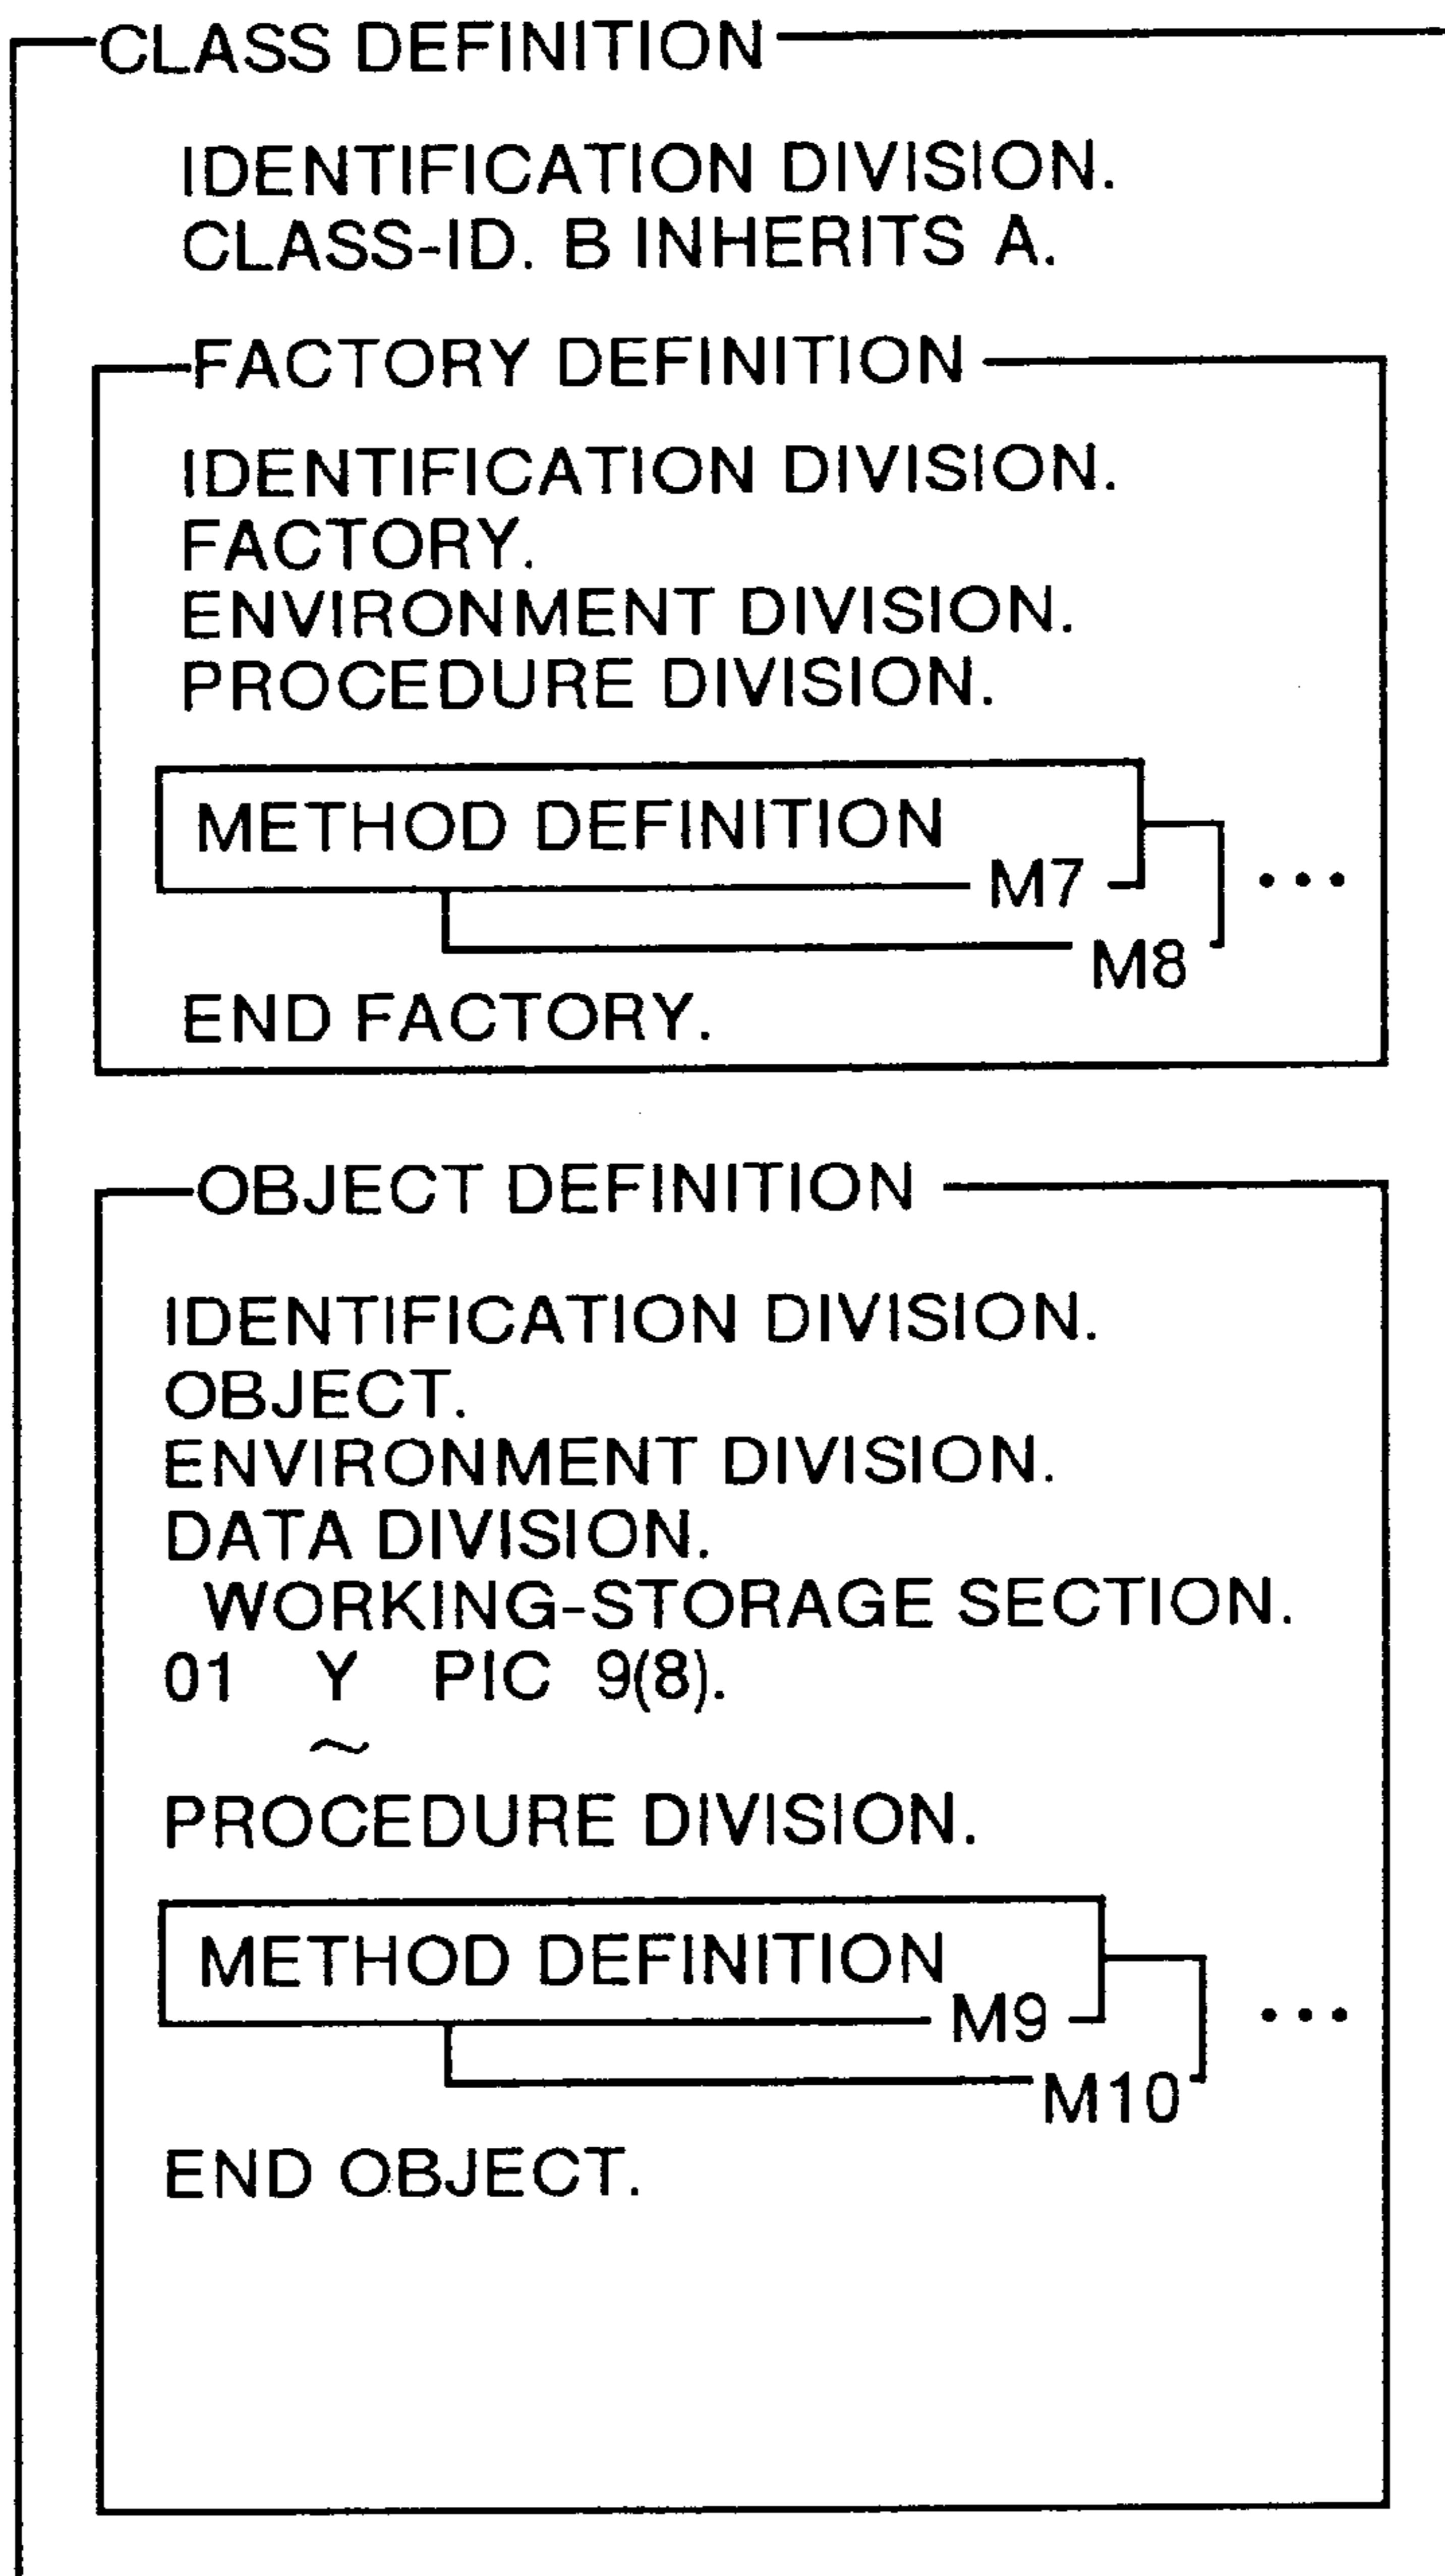 CLASS DEFINITION
IDENTIFICATION DIVISION.
CLASS-ID. B INHERITS A.
FACTORY DEFINITION
IDENTIFICATION DIVISION.
FACTORY.
ENVIRONMENT DIVISION.
PROCEDURE DIVISION.
METHOD DEFINITION
M7
...
M8
END FACTORY.
OBJECT DEFINITION
IDENTIFICATION DIVISION.
OBJECT.
ENVIRONMENT DIVISION.
DATA DIVISION.
WORKING-STORAGE SECTION.
01 Y PIC 9(8).
~
PROCEDURE DIVISION.
METHOD DEFINITION
M9
...
M10
END OBJECT.